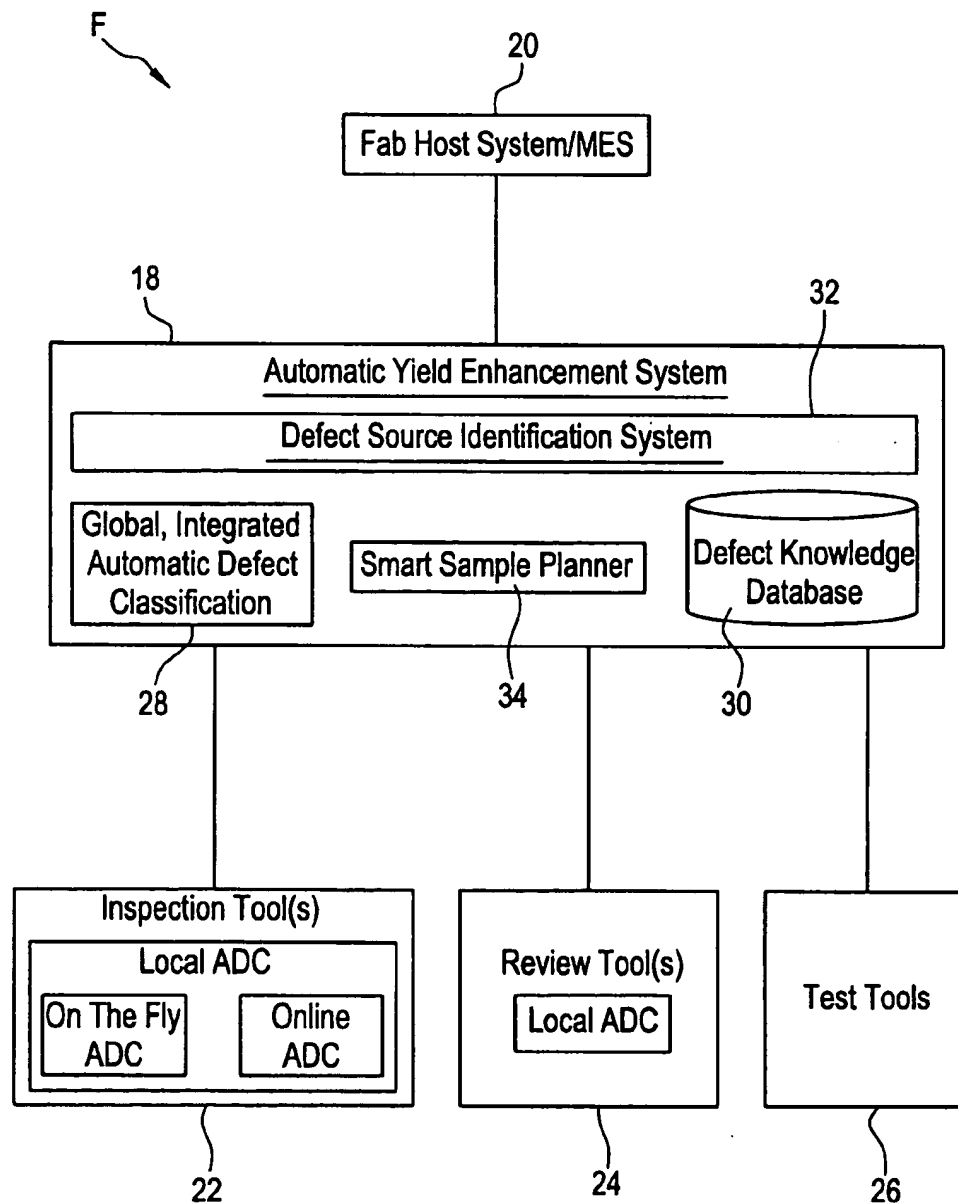 F
20
Fab Host System/MES
18
32
Automatic Yield Enhancement System
Defect Source Identification System
Global, Integrated
Automatic Defect
Classification
Smart Sample Planner
Defect Knowledge
Database
28
34
30
Inspection Tool(s)
Local ADC
On The Fly
ADC
Online
ADC
Review Tool(s)
Local ADC
Test Tools
22
24
26